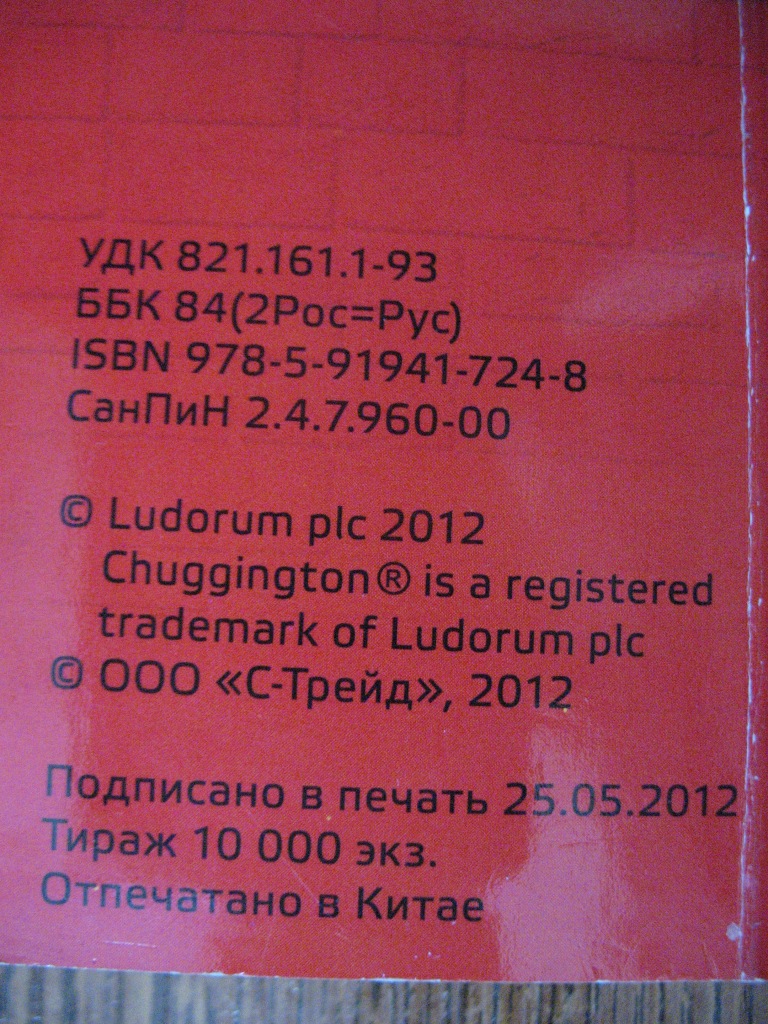 УДК 821.161.1-93
ББК 84(2Рос=Рус)
ISBN 978-5-91941-724-8
СанПиН 2.4.7.960-00
© Ludorum plc 2012
Chuggington® is a registered
trademark of Ludorum plc
© ООО «С-Трейд», 2012
Подписано в печать 25.05.2012
Тираж 10 000 экз.
Отпечатано в Китае